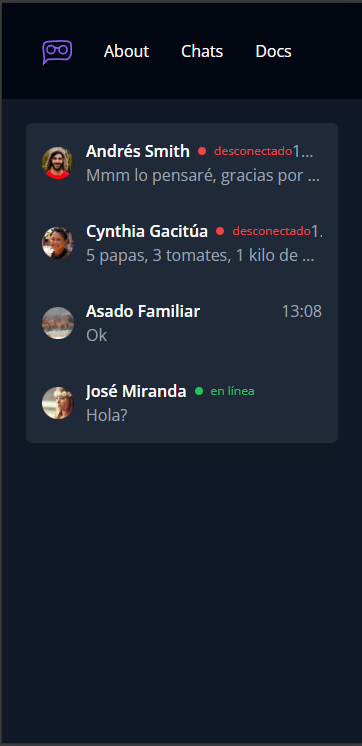 About Chats Docs
Andrés Smith desconectado1...
Mmm lo pensaré, gracias por ...
Cynthia Gacitúa desconectado1.
5 papas, 3 tomates, 1 kilo de ...
Asado Familiar 13:08
Ok
José Miranda en línea
Hola?